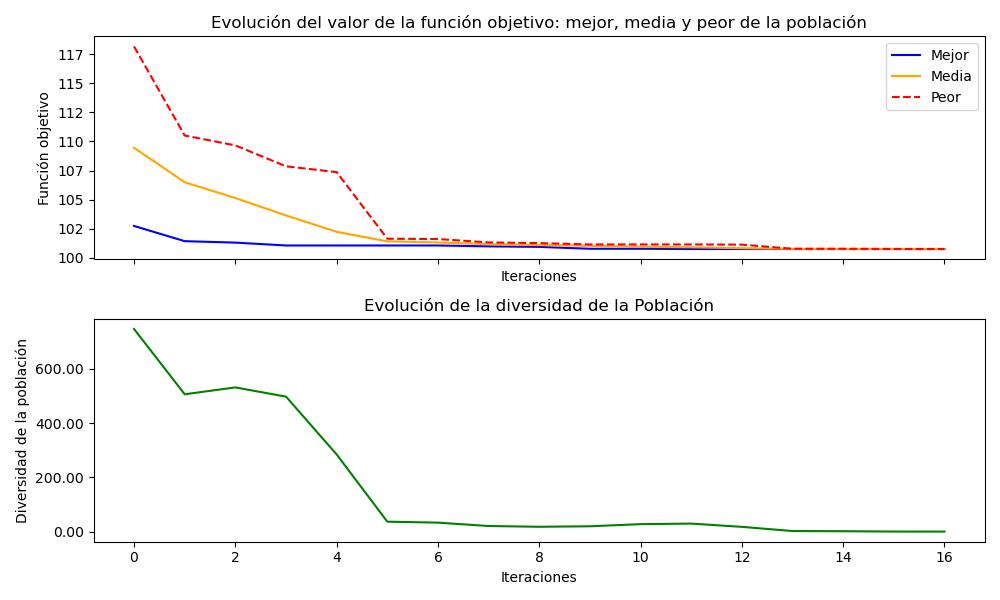 Evolución del valor de la función objetivo: mejor, media y peor de la población
Función objetivo
117
115
112
110
107
105
102
100
Mejor
Media
Peor
Iteraciones
Evolución de la diversidad de la Población
Diversidad de la población
600.00
400.00
200.00
0.00
0 2 4 6 8 10 12 14 16
Iteraciones